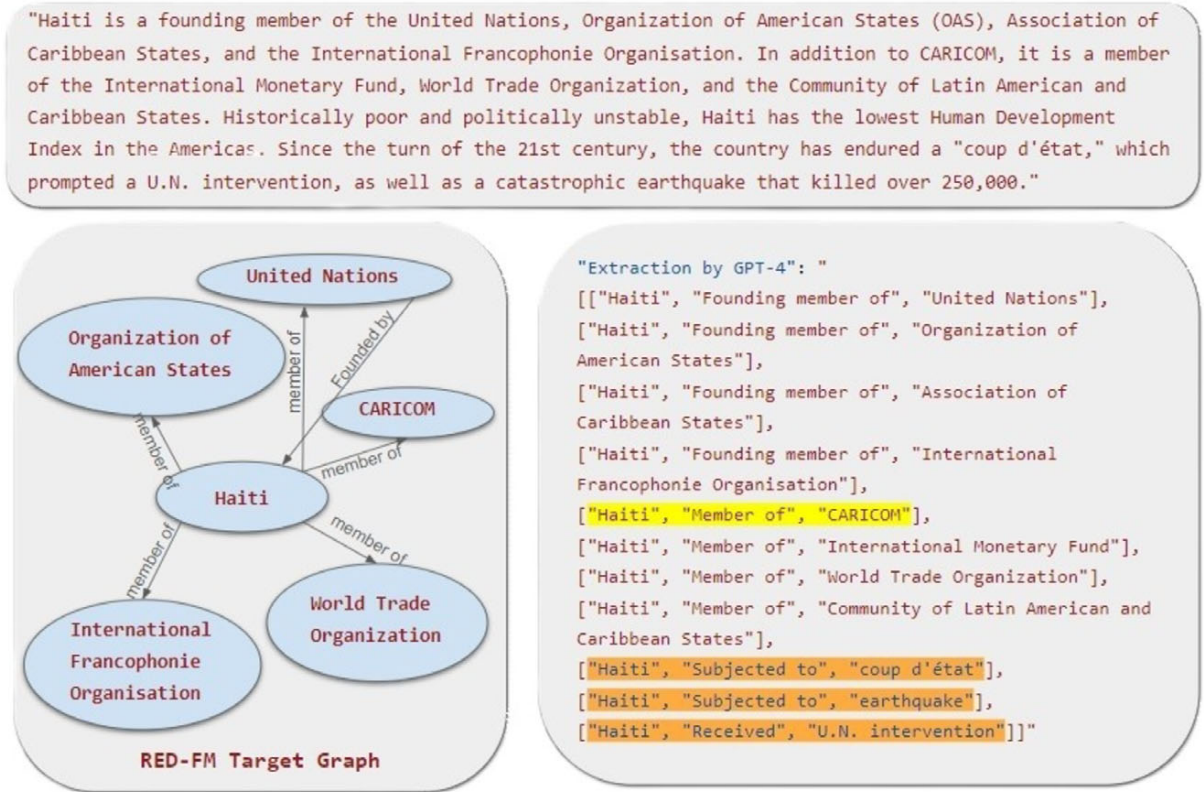 "Haiti is a founding member of the United Nations, Organization of American States (OAS), Association of
Caribbean States, and the International Francophonie Organisation. In addition to CARICOM, it is a member
of the International Monetary Fund, World Trade Organization, and the Community of Latin American and
Caribbean States. Historically poor and politically unstable, Haiti has the lowest Human Development
Index in the Americas. Since the turn of the 21st century, the country has endured a "coup d'état," which
prompted a U.N. intervention, as well as a catastrophic earthquake that killed over 250,000."
United Nations
Organization of
American States
member of
Founded by
CARICOM
member of
member of
Haiti
member of
member of
World Trade
Organization
International
Francophonie
Organisation
RED-FM Target Graph
"Extraction by GPT-4": "
[["Haiti", "Founding member of", "United Nations"],
["Haiti", "Founding member of", "Organization of
American States"],
["Haiti", "Founding member of", "Association of
Caribbean States"],
["Haiti", "Founding member of", "International
Francophonie Organisation"],
["Haiti", "Member of", "CARICOM"],
["Haiti", "Member of", "International Monetary Fund"],
["Haiti", "Member of", "World Trade Organization"],
["Haiti", "Member of", "Community of Latin American and
Caribbean States"],
["Haiti", "Subjected to", "coup d'état"],
["Haiti", "Subjected to", "earthquake"],
["Haiti", "Received", "U.N. intervention"]]"